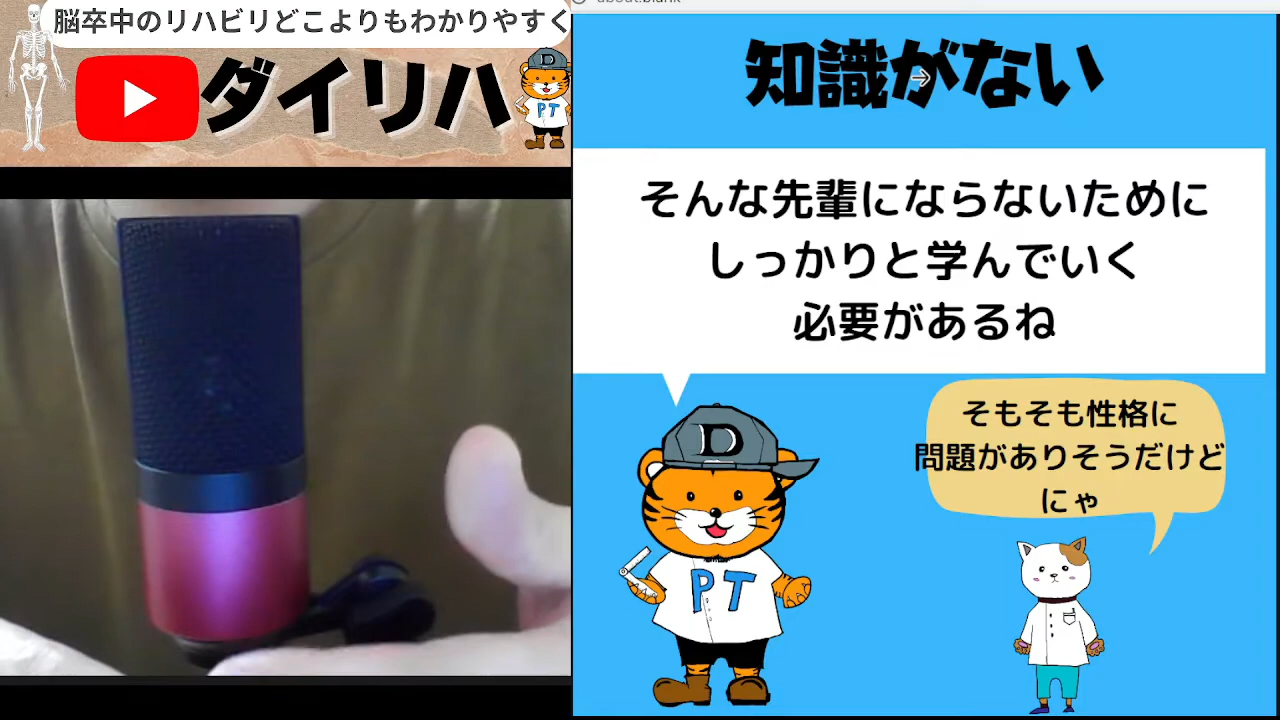 脳卒中のリハビリどこよりもわかりやすく
ダイリハ
PT
about:blank
知識がない
そんな先輩にならないために
しっかりと学んでいく
必要があるね
そもそも性格に
問題がありそうだけど
にゃ
D
PT